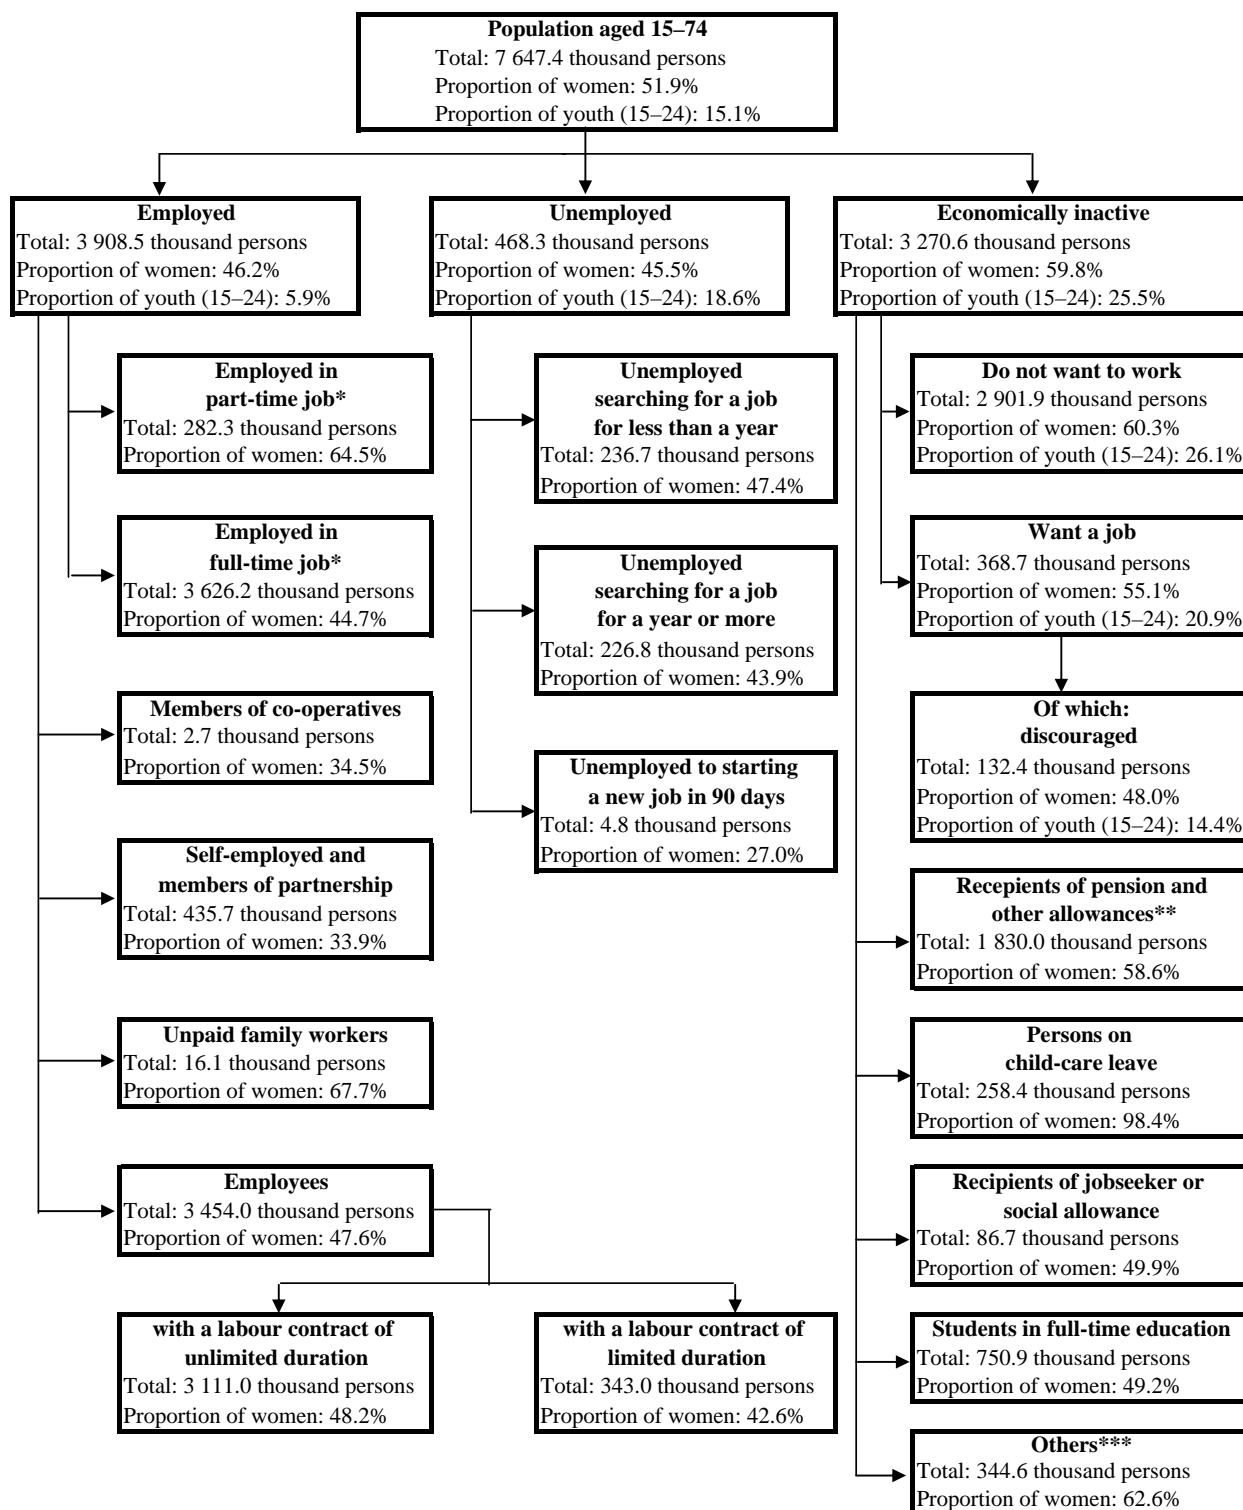 Population aged 15–74
Total: 7 647.4 thousand persons
Proportion of women: 51.9%
Proportion of youth (15–24): 15.1%
Employed
Total: 3 908.5 thousand persons
Proportion of women: 46.2%
Proportion of youth (15–24): 5.9%
Unemployed
Total: 468.3 thousand persons
Proportion of women: 45.5%
Proportion of youth (15–24): 18.6%
Economically inactive
Total: 3 270.6 thousand persons
Proportion of women: 59.8%
Proportion of youth (15–24): 25.5%
Employed in
part-time job*
Total: 282.3 thousand persons
Proportion of women: 64.5%
Employed in
full-time job*
Total: 3 626.2 thousand persons
Proportion of women: 44.7%
Members of co-operatives
Total: 2.7 thousand persons
Proportion of women: 34.5%
Self-employed and
members of partnership
Total: 435.7 thousand persons
Proportion of women: 33.9%
Unpaid family workers
Total: 16.1 thousand persons
Proportion of women: 67.7%
Employees
Total: 3 454.0 thousand persons
Proportion of women: 47.6%
with a labour contract of
unlimited duration
Total: 3 111.0 thousand persons
Proportion of women: 48.2%
with a labour contract of
limited duration
Total: 343.0 thousand persons
Proportion of women: 42.6%
Unemployed
searching for a job
for less than a year
Total: 236.7 thousand persons
Proportion of women: 47.4%
Unemployed
searching for a job
for a year or more
Total: 226.8 thousand persons
Proportion of women: 43.9%
Unemployed to starting
a new job in 90 days
Total: 4.8 thousand persons
Proportion of women: 27.0%
Do not want to work
Total: 2 901.9 thousand persons
Proportion of women: 60.3%
Proportion of youth (15–24): 26.1%
Want a job
Total: 368.7 thousand persons
Proportion of women: 55.1%
Proportion of youth (15–24): 20.9%
Of which:
discouraged
Total: 132.4 thousand persons
Proportion of women: 48.0%
Proportion of youth (15–24): 14.4%
Recepients of pension and
other allowances**
Total: 1 830.0 thousand persons
Proportion of women: 58.6%
Persons on
child-care leave
Total: 258.4 thousand persons
Proportion of women: 98.4%
Recipients of jobseeker or
social allowance
Total: 86.7 thousand persons
Proportion of women: 49.9%
Students in full-time education
Total: 750.9 thousand persons
Proportion of women: 49.2%
Others***
Total: 344.6 thousand persons
Proportion of women: 62.6%